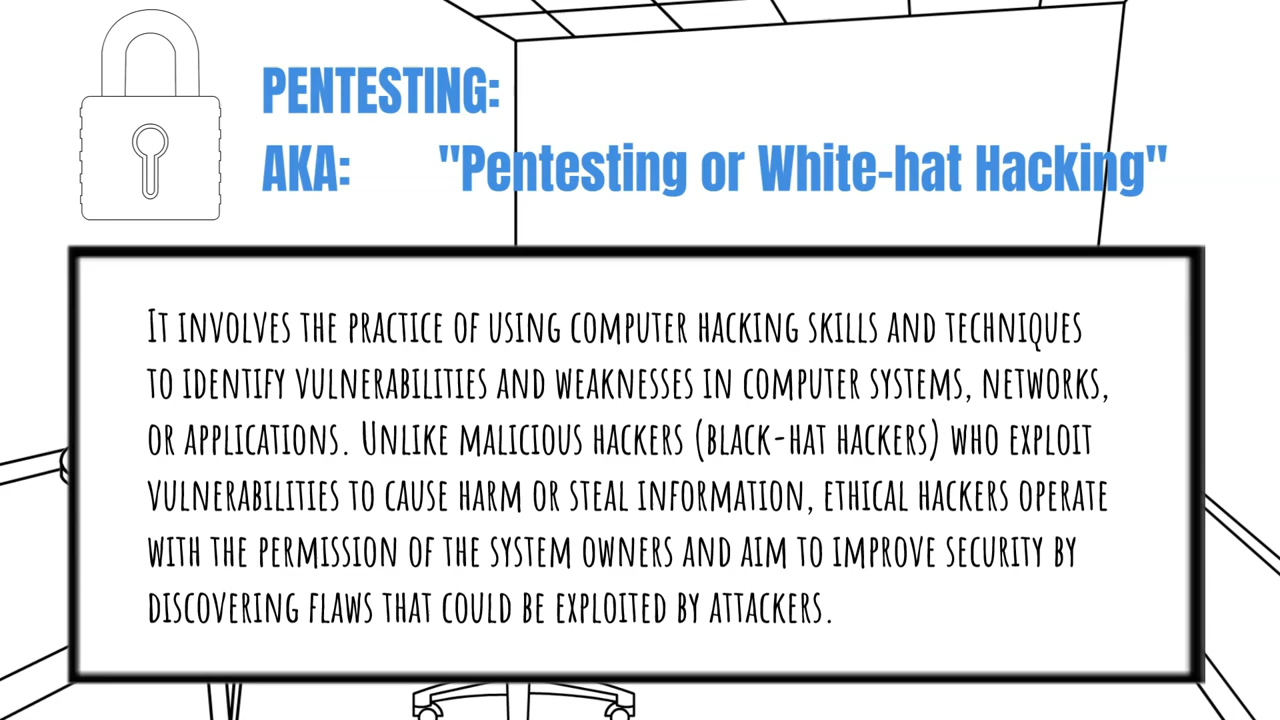 PENTESTING:
AKA: "Pentesting or White-hat Hacking"
It involves the practice of using computer hacking skills and techniques
to identify vulnerabilities and weaknesses in computer systems, networks,
or applications. Unlike malicious hackers (black-hat hackers) who exploit
vulnerabilities to cause harm or steal information, ethical hackers operate
with the permission of the system owners and aim to improve security by
discovering flaws that could be exploited by attackers.